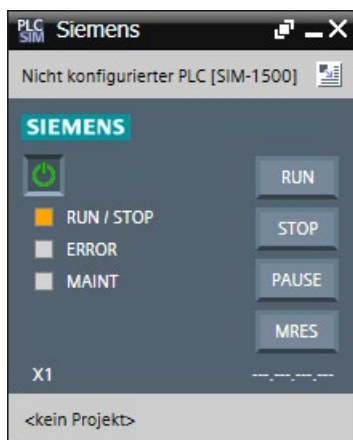 PLC
SIM Siemens
Nicht konfigurierter PLC [SIM-1500]
SIEMENS
RUN
RUN / STOP
STOP
ERROR
MAINT
PAUSE
MRES
X1
---.---.---.---
<kein Projekt>